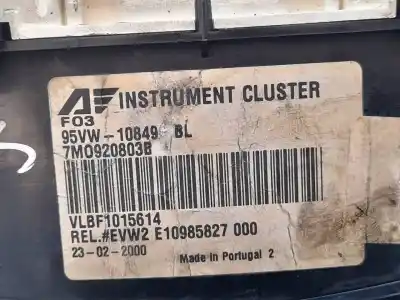 AF INSTRUMENT CLUSTER
F03
95VW-10849 BL
7M0920803B
VLBF1015614
REL.#EVW2 E10985827 000
23-02-2000 Made in Portugal 2